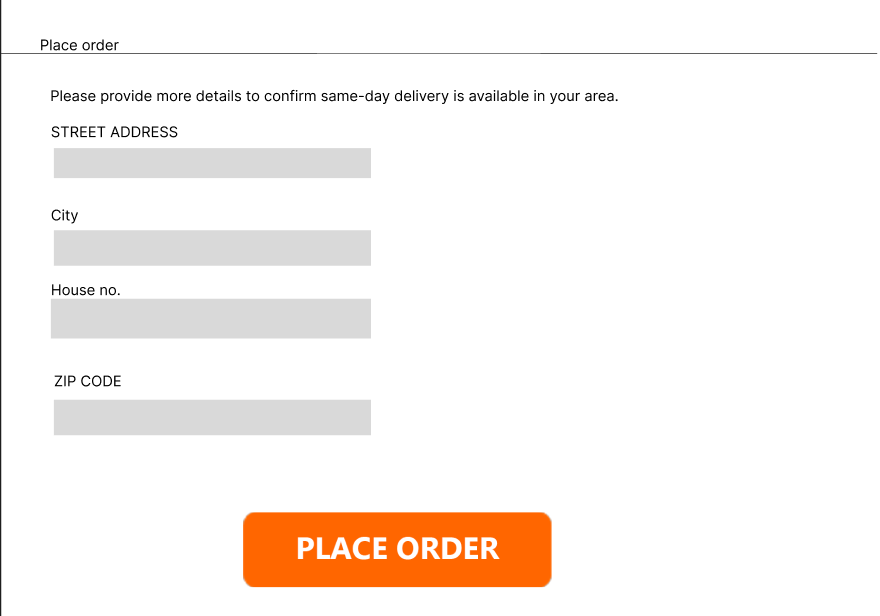 Place order
Please provide more details to confirm same-day delivery is available in your area.
STREET ADDRESS
City
House no.
ZIP CODE
PLACE ORDER